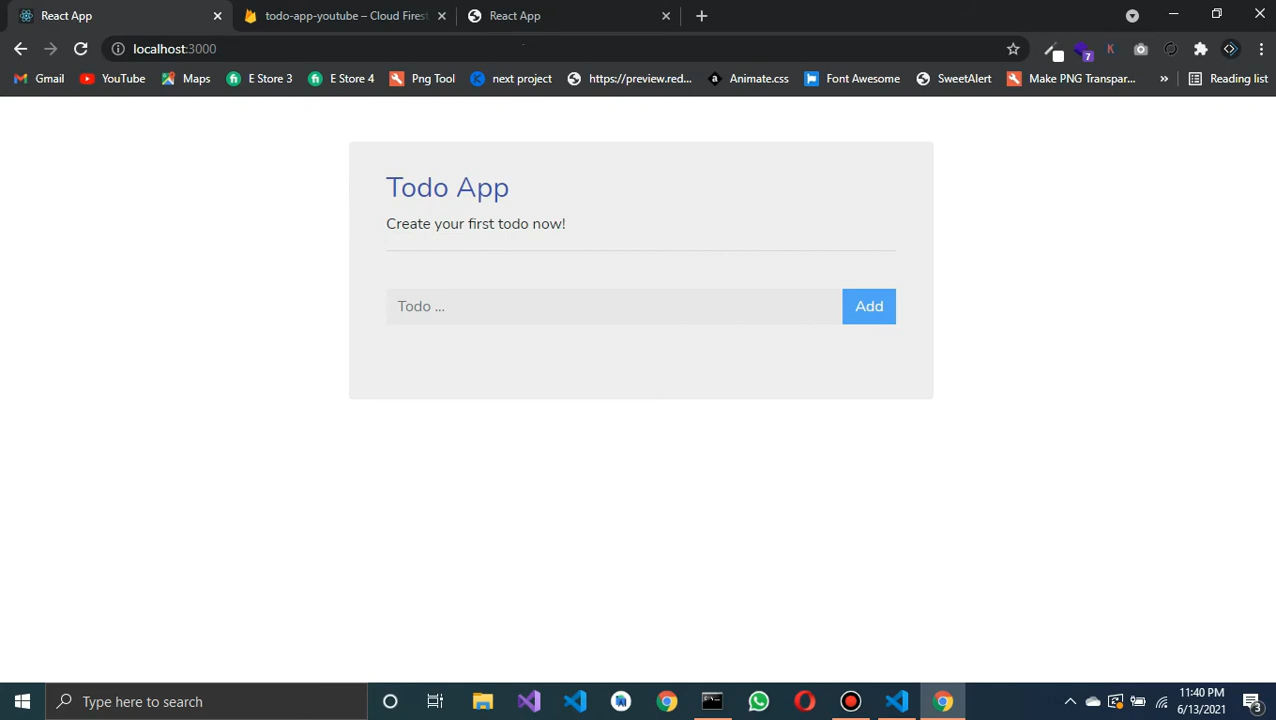 React App
todo-app-youtube – Cloud Firest
React App
localhost:3000
7
K
Gmail
YouTube
Maps
E Store 3
E Store 4
Png Tool
next project
https://preview.red...
Animate.css
Font Awesome
SweetAlert
Make PNG Transpar...
»
Reading list
Todo App
Create your first todo now!
Todo ...
Add
Type here to search
11:40 PM
6/13/2021
3